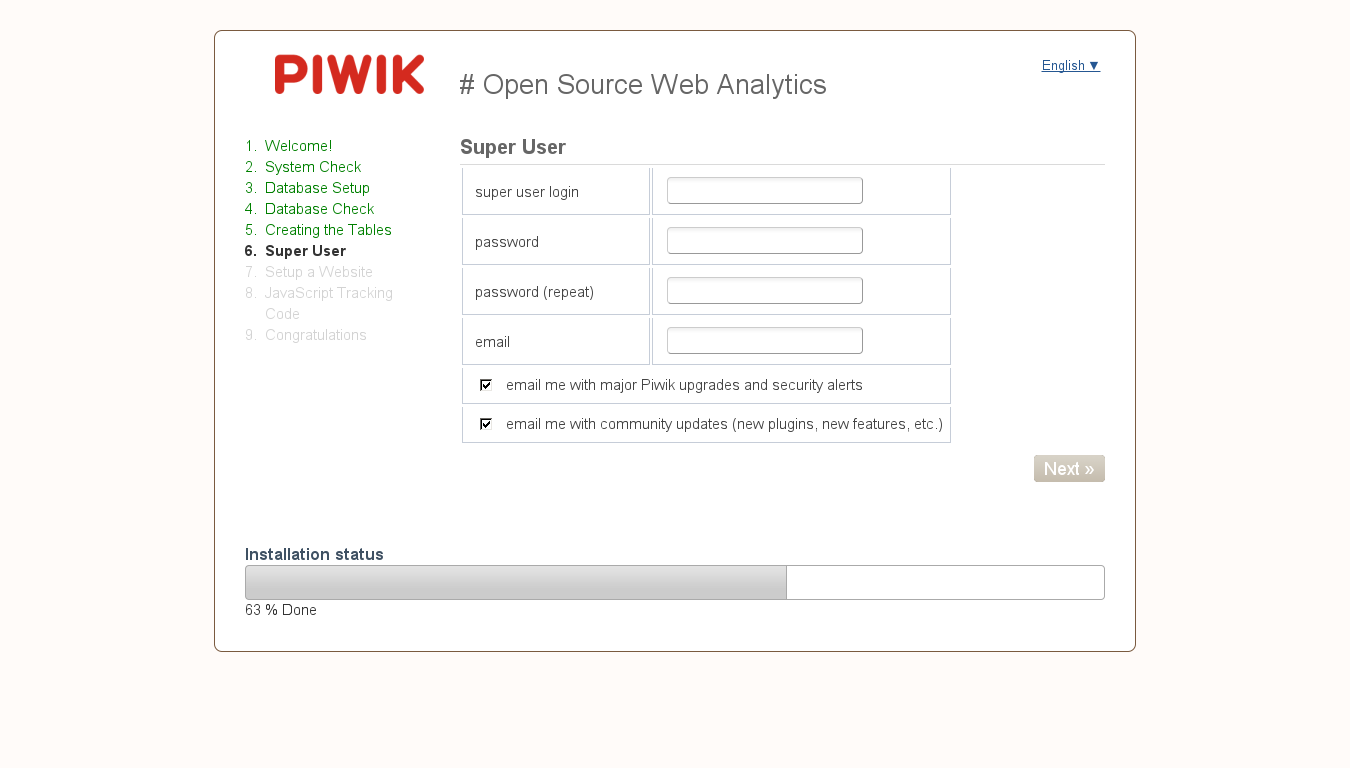 PIWIK
# Open Source Web Analytics
English ▼
1. Welcome!
2. System Check
3. Database Setup
4. Database Check
5. Creating the Tables
6. Super User
7. Setup a Website
8. JavaScript Tracking
Code
9. Congratulations
Super User
super user login
password
password (repeat)
email
email me with major Piwik upgrades and security alerts
email me with community updates (new plugins, new features, etc.)
Next »
Installation status
63 % Done